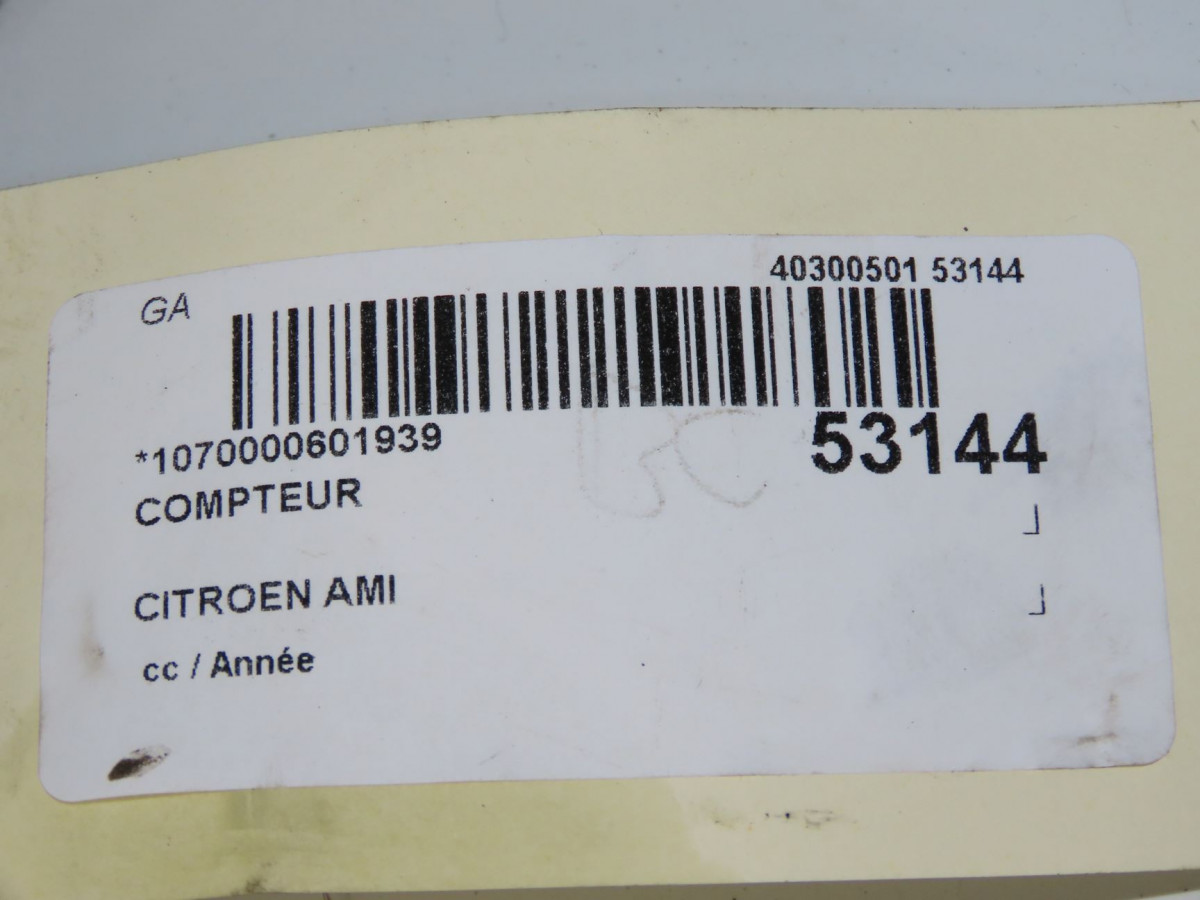 GA
40300501 53144
*1070000601939
53144
COMPTEUR
CITROEN AMI
cc / Année